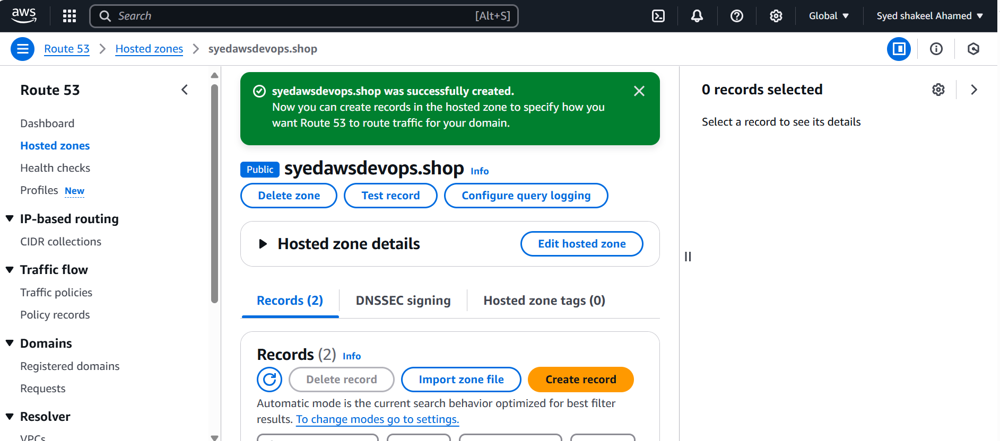 aws
Search
[Alt+S]
Global
Syed shakeel Ahamed
Route 53
Hosted zones
syedawsdevops.shop
Route 53
Dashboard
Hosted zones
Health checks
Profiles New
IP-based routing
CIDR collections
Traffic flow
Traffic policies
Policy records
Domains
Registered domains
Requests
Resolver
VPCs
syedawsdevops.shop was successfully created.
Now you can create records in the hosted zone to specify how you
want Route 53 to route traffic for your domain.
Public syedawsdevops.shop Info
Delete zone
Test record
Configure query logging
Hosted zone details
Edit hosted zone
Records (2)
DNSSEC signing
Hosted zone tags (0)
Records (2) Info
Delete record
Import zone file
Create record
Automatic mode is the current search behavior optimized for best filter
results. To change modes go to settings.
0 records selected
Select a record to see its details